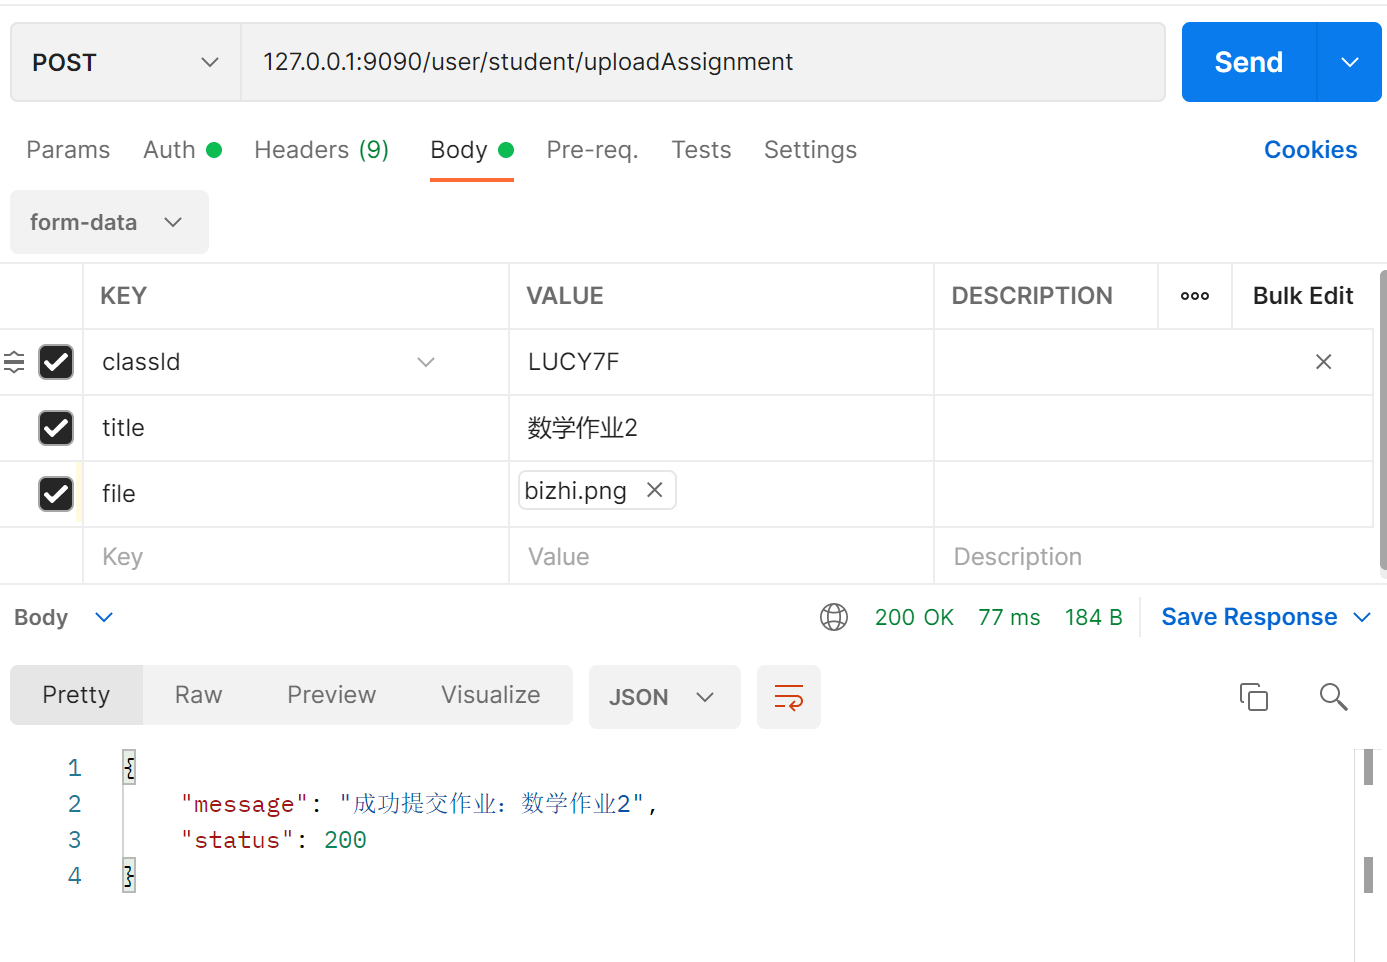 POST 127.0.0.1:9090/user/student/uploadAssignment Send
Params Auth Headers (9) Body Pre-req. Tests Settings Cookies
form-data
KEY VALUE DESCRIPTION ooo Bulk Edit
classId LUCY7F
title 数学作业2
file bizhi.png
Key Value Description
Body 200 OK 77 ms 184 B Save Response
Pretty Raw Preview Visualize JSON
1 {
2 "message": "成功提交作业：数学作业2",
3 "status": 200
4 }